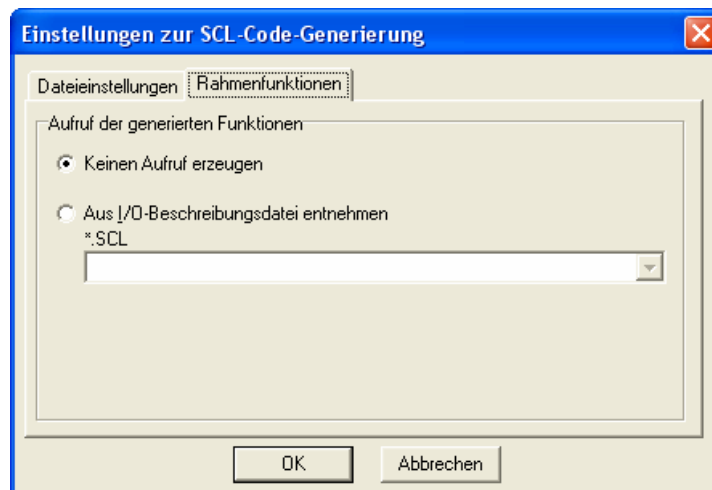 Einstellungen zur SCL-Code-Generierung
Dateieinstellungen Rahmenfunktionen
Aufruf der generierten Funktionen
Keinen Aufruf erzeugen
Aus I/O-Beschreibungsdatei entnehmen
*.SCL
OK Abbrechen